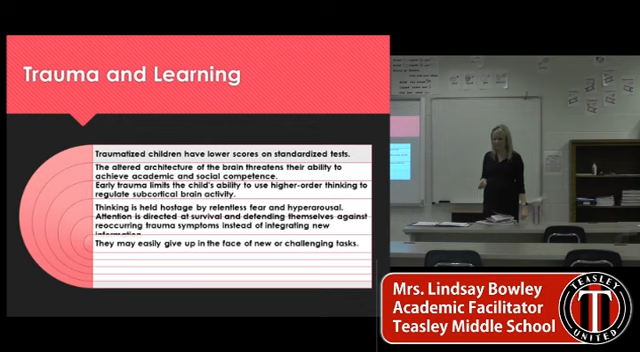 Trauma and Learning
Traumatized children have lower scores on standardized tests.
The altered architecture of the brain threatens their ability to
achieve academic and social competence.
Early trauma limits the child's ability to use higher-order thinking to
regulate subcortical brain activity.
Thinking is held hostage by relentless fear and hyperarousal.
Attention is directed at survival and defending themselves against
reoccurring trauma symptoms instead of integrating new
information.
They may easily give up in the face of new or challenging tasks.
Mrs. Lindsay Bowley
Academic Facilitator
Teasley Middle School
TEASLEY
T
UNITED